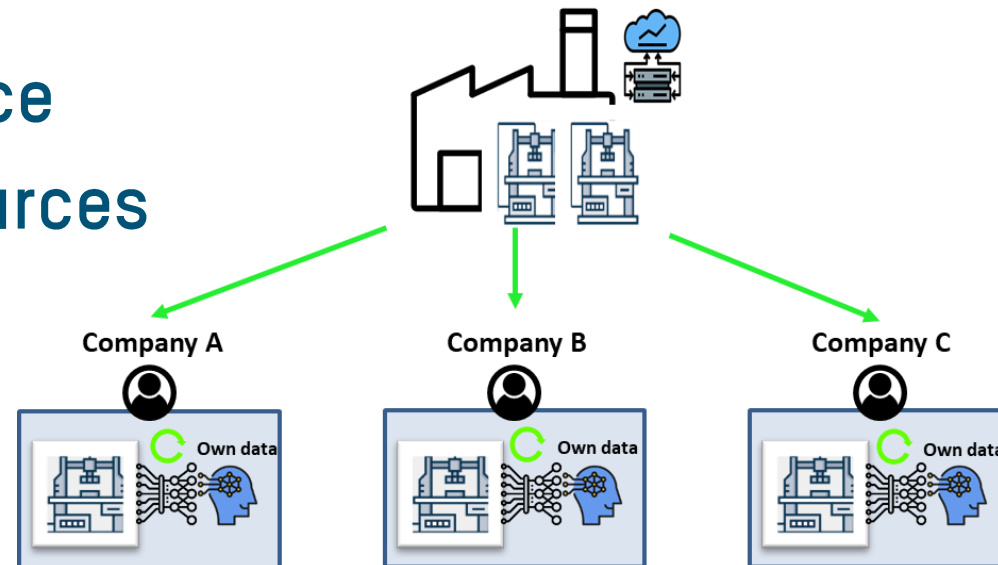 ce
urces
Company A
Company B
Company C
Own data
Own data
Own data